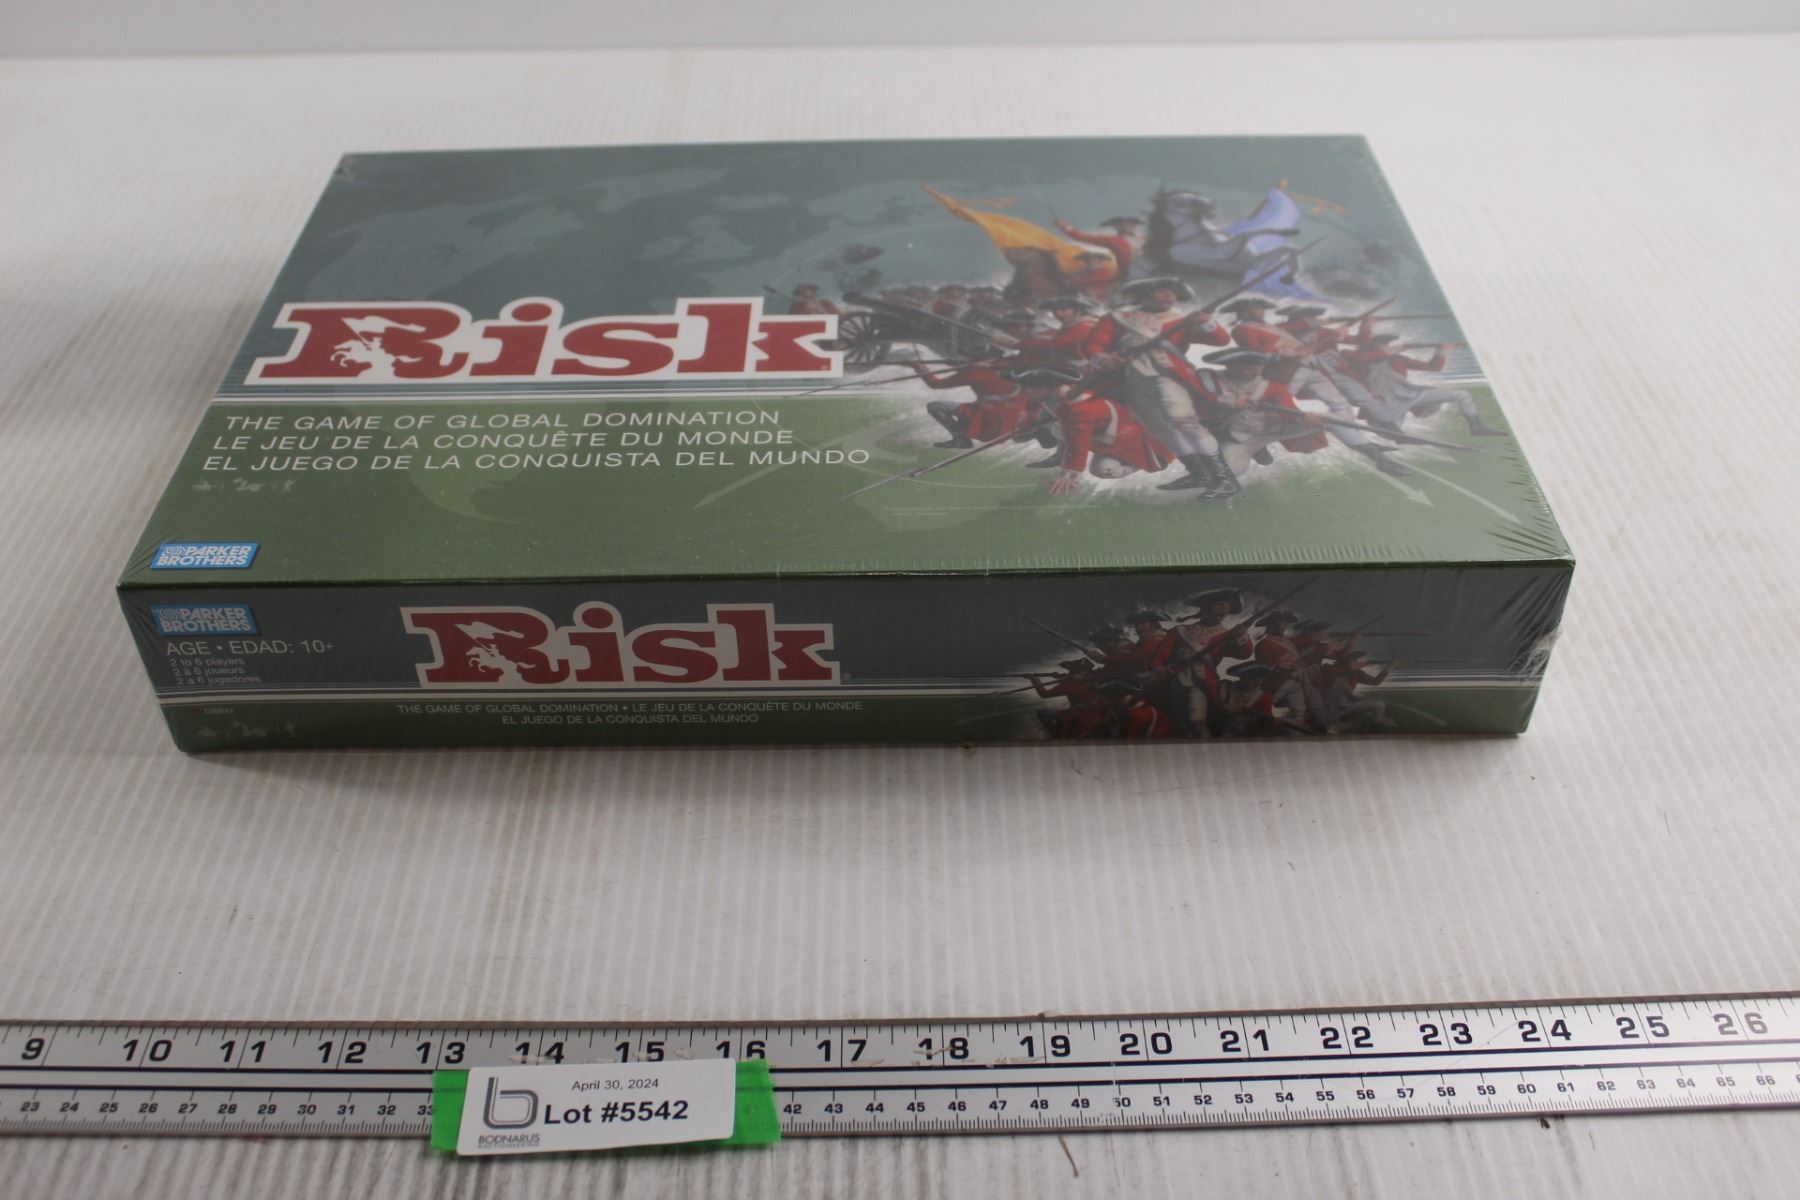 Risk
THE GAME OF GLOBAL DOMINATION
LE JEU DE LA CONQUÊTE DU MONDE
EL JUEGO DE LA CONQUISTA DEL MUNDO
PARKER
BROTHERS
PARKER
BROTHERS
AGE • EDAD: 10+
2 to 6 players
2 à 6 joueurs
2 a 6 jugadores
Risk
THE GAME OF GLOBAL DOMINATION • LE JEU DE LA CONQUÊTE DU MONDE
EL JUEGO DE LA CONQUISTA DEL MUNDO
9 10 11 12 13 14 15 16 17 18 19 20 21 22 23 24 25 26
23 24 25 26 27 28 29 30 31 32 33 42 43 44 45 46 47 48 49 50 51 52 53 54 55 56 57 58 59 60 61 62 63 64 65 66
April 30, 2024
Lot #5542
BODNARUS
AUCTIONEERING